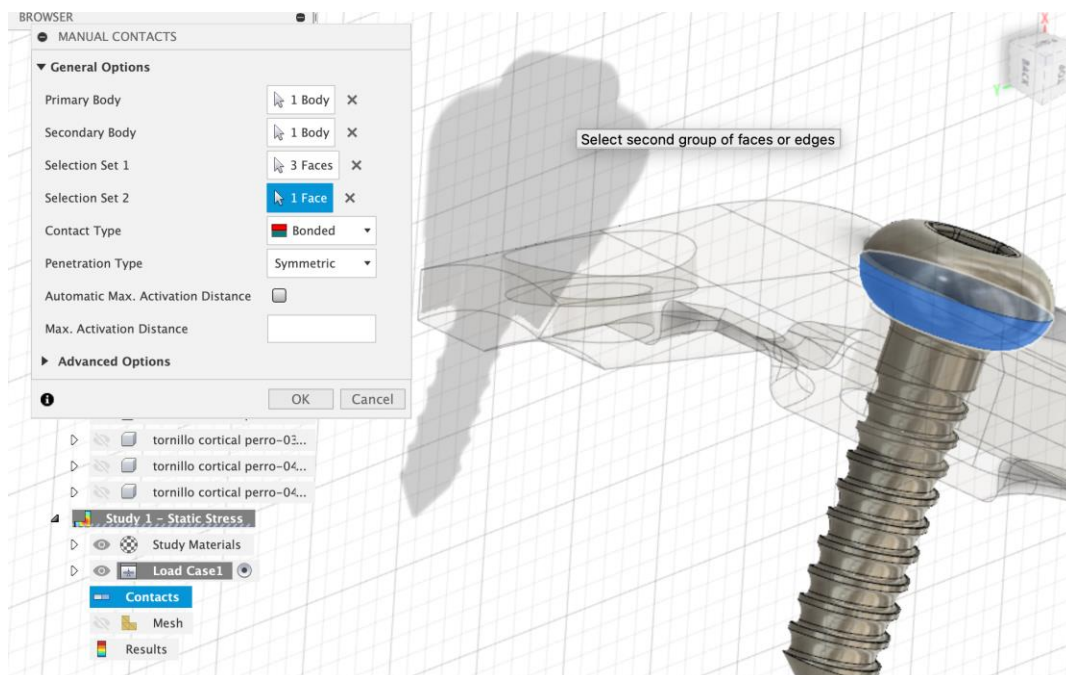 BROWSER
MANUAL CONTACTS
General Options
Primary Body 1 Body
Secondary Body 1 Body
Selection Set 1 3 Faces
Selection Set 2 1 Face
Contact Type Bonded
Penetration Type Symmetric
Automatic Max. Activation Distance
Max. Activation Distance
Advanced Options
OK Cancel
Select second group of faces or edges
tornillo cortical perro-03...
tornillo cortical perro-04...
tornillo cortical perro-04...
Study 1 - Static Stress
Study Materials
Load Case1
Contacts
Mesh
Results
X
Y
BACK